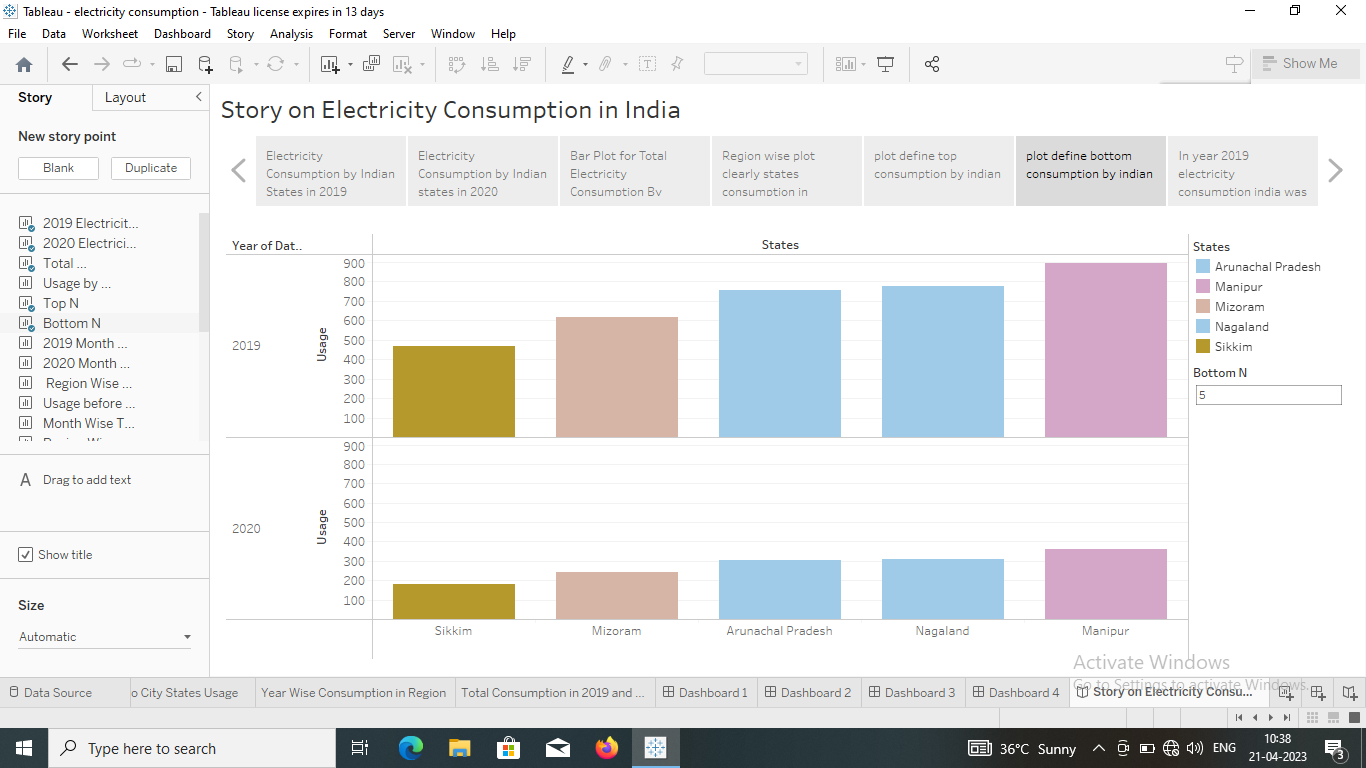 Tableau - electricity consumption - Tableau license expires in 13 days
File Data Worksheet Dashboard Story Analysis Format Server Window Help
Show Me
Story Layout
New story point
Blank Duplicate
2019 Electricit...
2020 Electrici...
Total ...
Usage by ...
Top N
Bottom N
2019 Month ...
2020 Month ...
Region Wise ...
Usage before ...
Month Wise T...
A Drag to add text
Show title
Size
Automatic
Story on Electricity Consumption in India
Electricity
Consumption by Indian
States in 2019
Electricity
Consumption by Indian
states in 2020
Bar Plot for Total
Electricity
Consumption By
Region wise plot
clearly states
consumption in
plot define top
consumption by indian
plot define bottom
consumption by indian
In year 2019
electricity
consumption india was
Year of Dat..
States
2019
Usage
900
800
700
600
500
400
300
200
100
2020
Usage
900
800
700
600
500
400
300
200
100
Sikkim Mizoram Arunachal Pradesh Nagaland Manipur
States
Arunachal Pradesh
Manipur
Mizoram
Nagaland
Sikkim
Bottom N
5
Activate Windows
Go to Settings to activate Windows.
Data Source o City States Usage Year Wise Consumption in Region Total Consumption in 2019 and ... Dashboard 1 Dashboard 2 Dashboard 3 Dashboard 4 Story on Electricity Consu...
Type here to search
36°C Sunny
ENG
10:38
21-04-2023
3